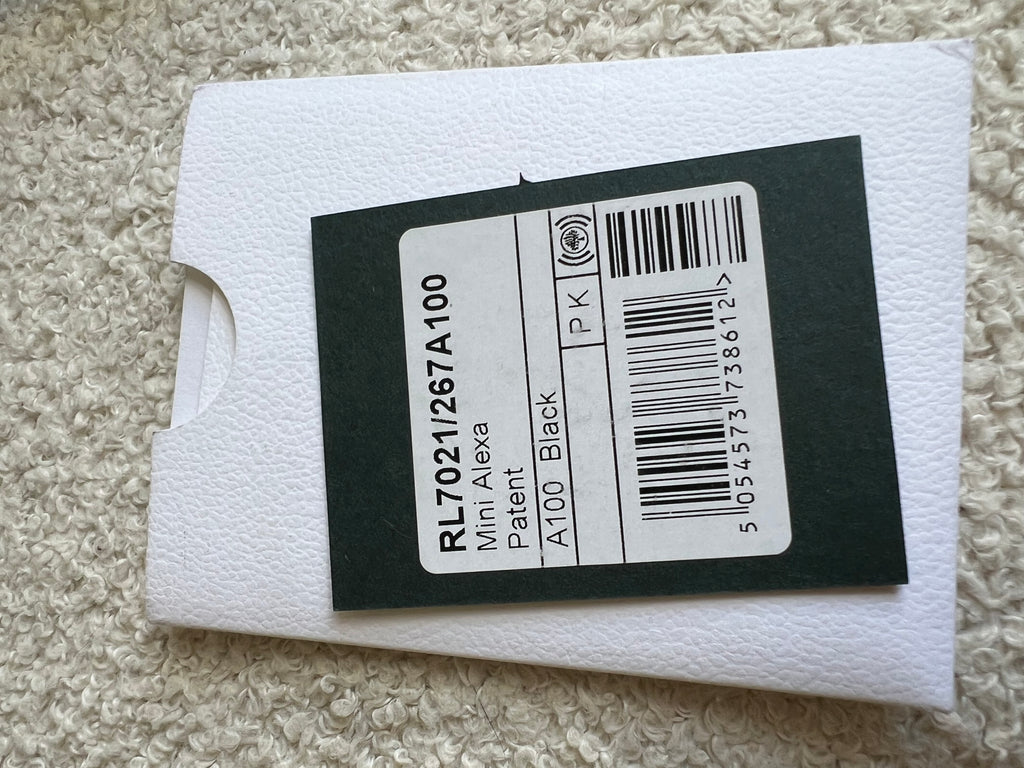 RL7021/267A100
Mini Alexa
Patent
A100 Black
PK
5 054573 738612 >